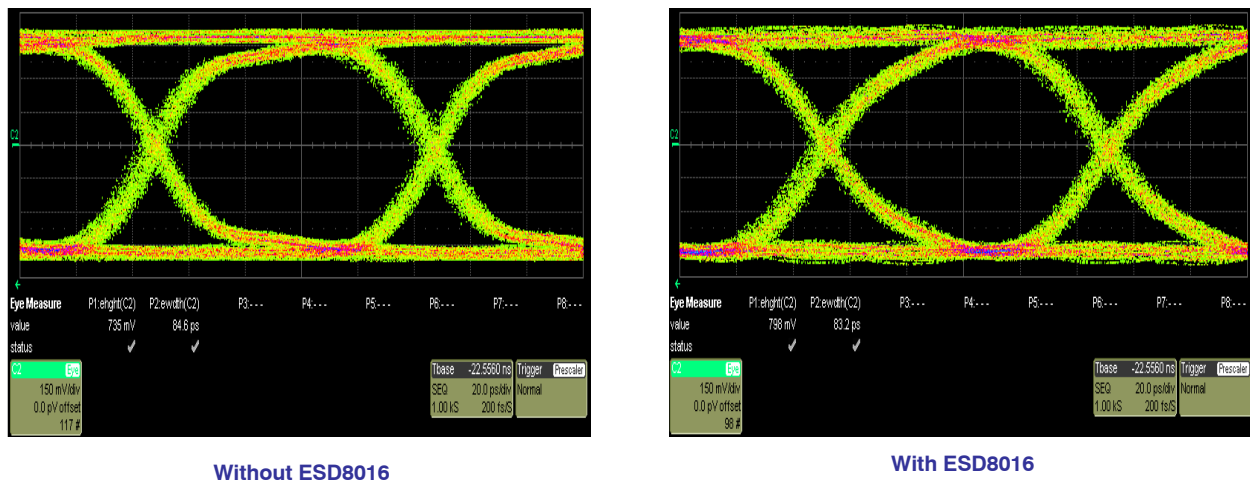 C2
Eye Measure P1:ehght(C2) P2:ewdth(C2) P3:--- P4:--- P5:--- P6:--- P7:--- P8:---
value 735 mV 84.6 ps
status ✔ ✔
C2 Eye
150 mV/div
0.0 pV offset
117 #
Tbase -22.5560 ns
SEQ 20.0 ps/div
1.00 kS 200 fs/S
Trigger Prescaler
Normal
Without ESD8016
C2
Eye Measure P1:ehght(C2) P2:ewdth(C2) P3:--- P4:--- P5:--- P6:--- P7:--- P8:---
value 798 mV 83.2 ps
status ✔ ✔
C2 Eye
150 mV/div
0.0 pV offset
98 #
Tbase -22.5560 ns
SEQ 20.0 ps/div
1.00 kS 200 fs/S
Trigger Prescaler
Normal
With ESD8016